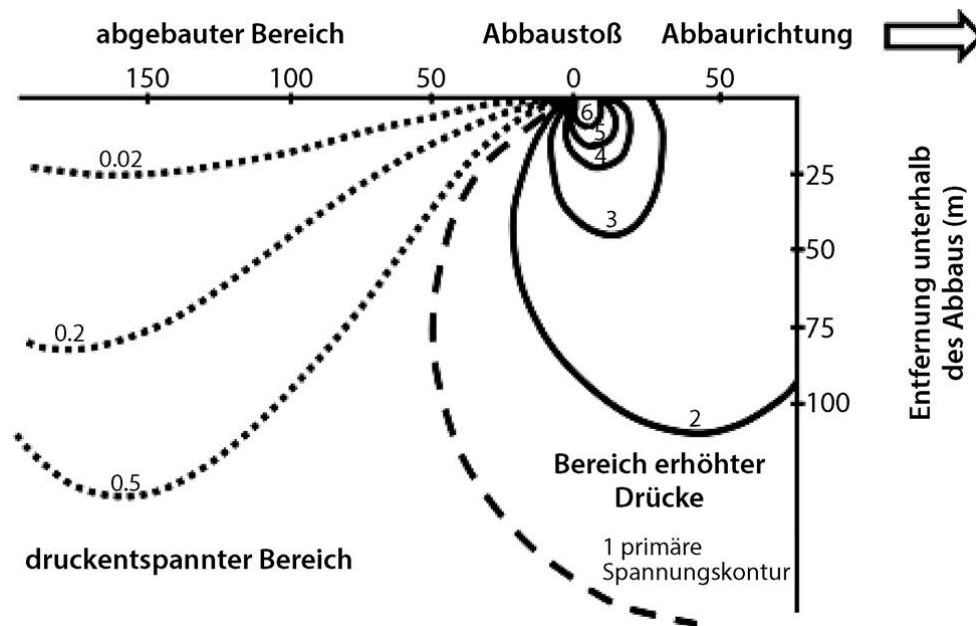 abgebauter Bereich Abbaustoß Abbaurichtung
150 100 50 0 50
6
5
4
3
2
0.02
0.2
0.5
25
50
75
100
Entfernung unterhalb
des Abbaus (m)
Bereich erhöhter
Drücke
1 primäre
Spannungskontur
druckentspannter Bereich